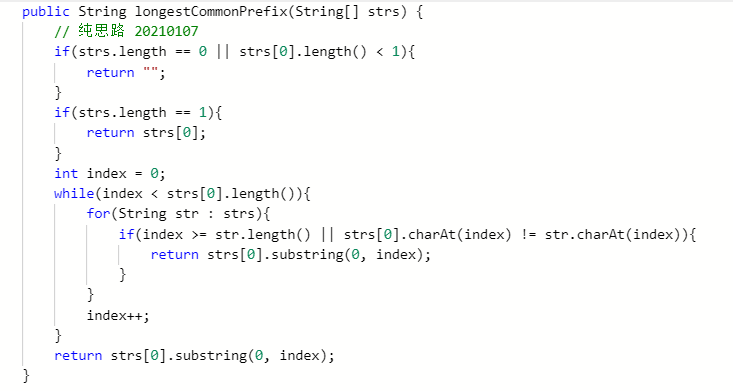 public String longestCommonPrefix(String[] strs) {
    // 纯思路 20210107
    if(strs.length == 0 || strs[0].length() < 1){
        return "";
    }
    if(strs.length == 1){
        return strs[0];
    }
    int index = 0;
    while(index < strs[0].length()){
        for(String str : strs){
            if(index >= str.length() || strs[0].charAt(index) != str.charAt(index)){
                return strs[0].substring(0, index);
            }
        }
        index++;
    }
    return strs[0].substring(0, index);
}